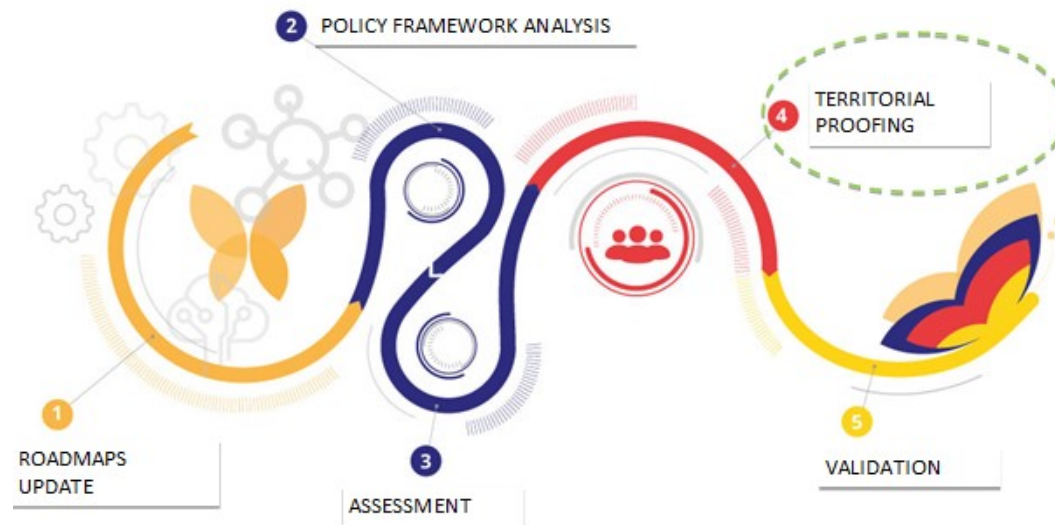 2 POLICY FRAMEWORK ANALYSIS
4 TERRITORIAL
PROOFING
1
ROADMAPS
UPDATE
3
ASSESSMENT
5
VALIDATION